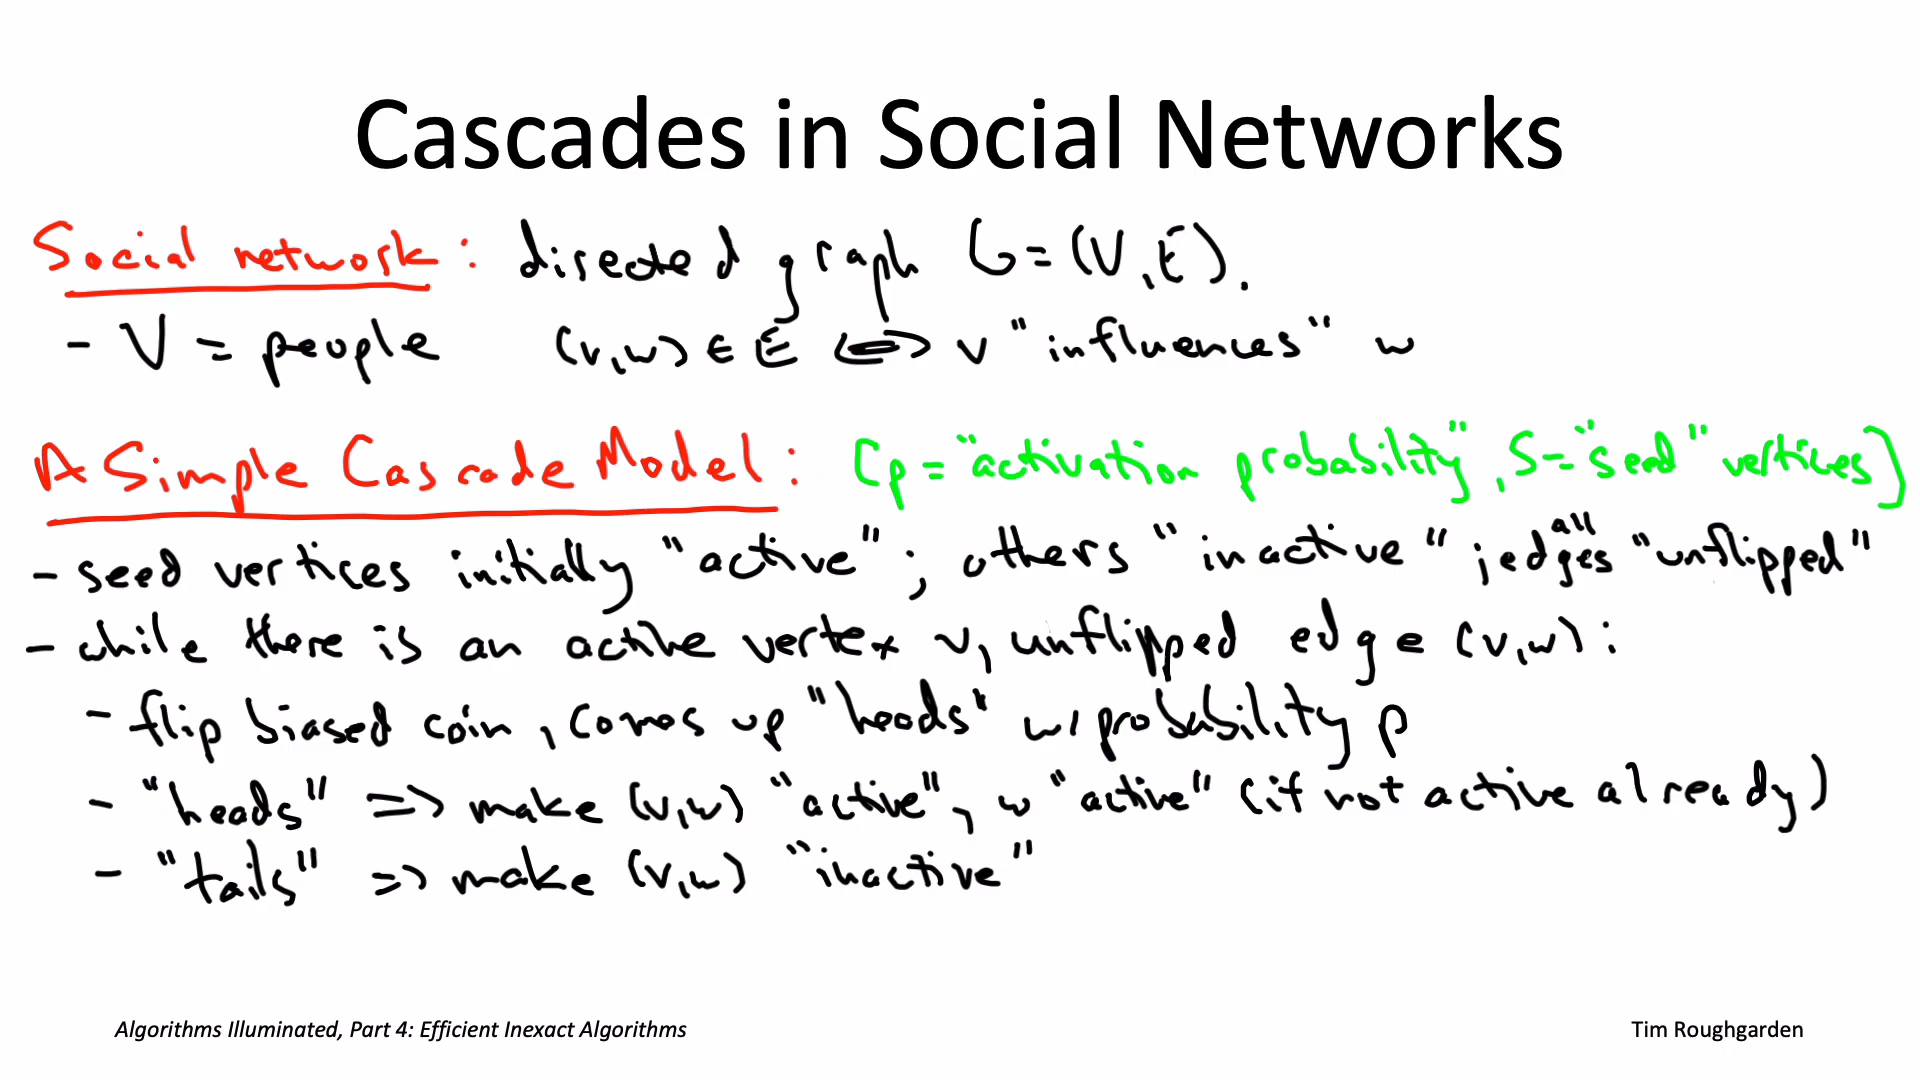 Cascades in Social Networks
Social network: directed graph G=(V,E).
- V = people (v,w) ∈ E ⟺ v "influences" w
A Simple Cascade Model: [p = "activation probability", S = "seed" vertices]
- seed vertices initially "active"; others "inactive"; all edges "unflipped"
- while there is an active vertex v, unflipped edge (v,w):
- flip biased coin, comes up "heads" w/ probability p
- "heads" => make (v,w) "active", w "active" (if not active already)
- "tails" => make (v,w) "inactive"
Algorithms Illuminated, Part 4: Efficient Inexact Algorithms
Tim Roughgarden